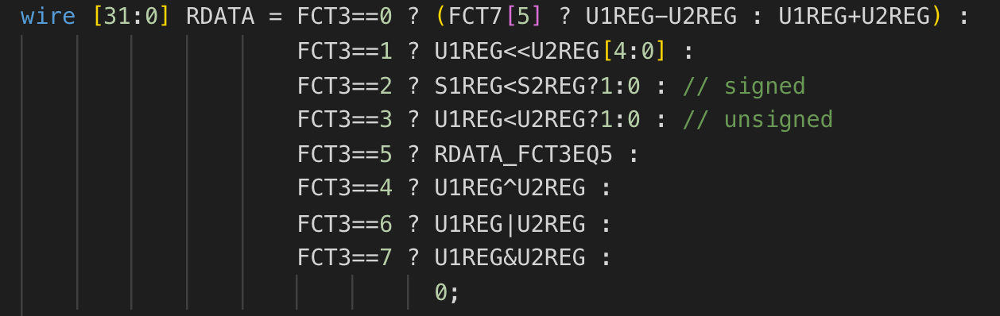 wire [31:0] RDATA = FCT3==0 ? (FCT7[5] ? U1REG-U2REG : U1REG+U2REG) :
FCT3==1 ? U1REG<<U2REG[4:0] :
FCT3==2 ? S1REG<S2REG?1:0 : // signed
FCT3==3 ? U1REG<U2REG?1:0 : // unsigned
FCT3==5 ? RDATA_FCT3EQ5 :
FCT3==4 ? U1REG^U2REG :
FCT3==6 ? U1REG|U2REG :
FCT3==7 ? U1REG&U2REG :
0;